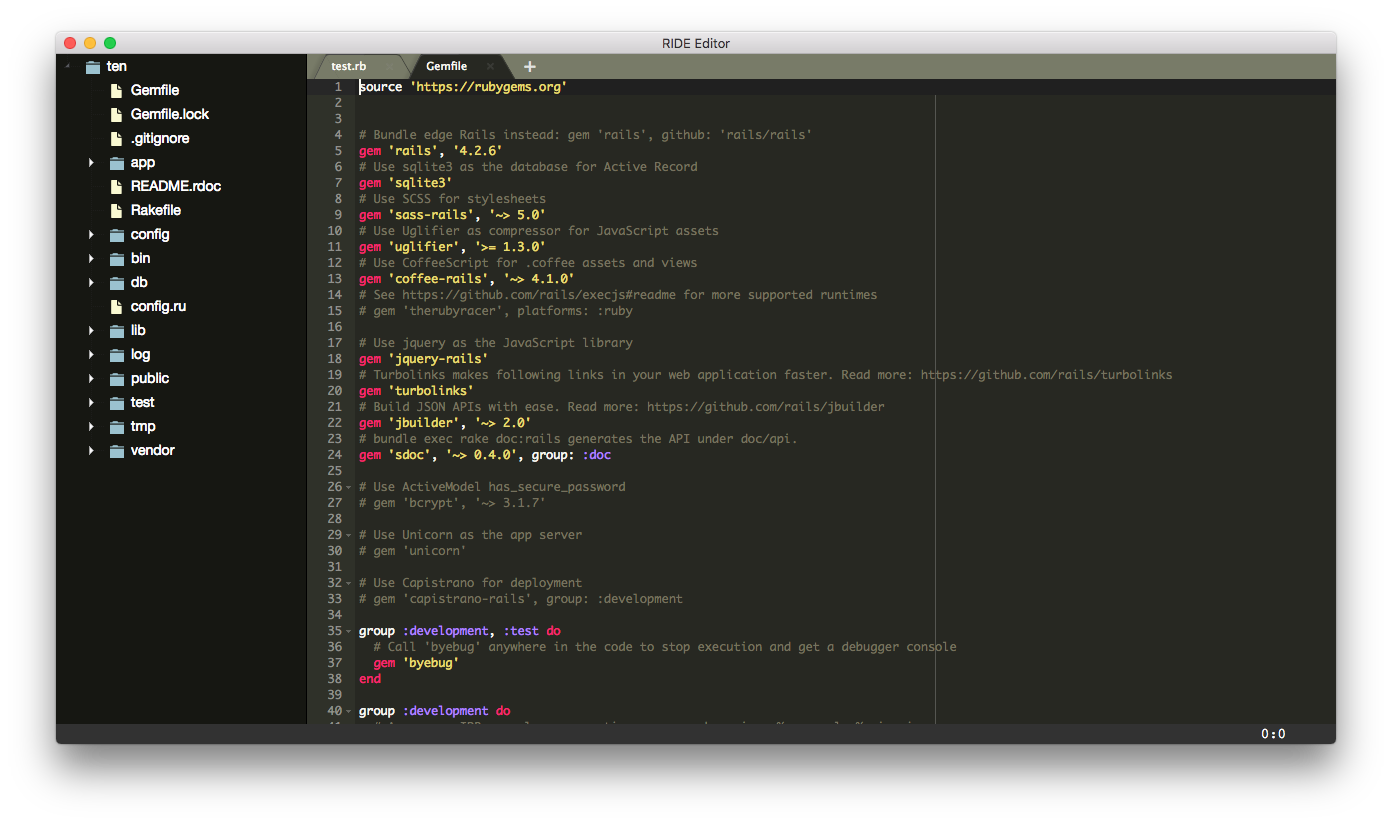 RIDE Editor
ten
Gemfile
Gemfile.lock
.gitignore
app
README.rdoc
Rakefile
config
bin
db
config.ru
lib
log
public
test
tmp
vendor
test.rb
Gemfile
+
1 source 'https://rubygems.org'
2
3
4 # Bundle edge Rails instead: gem 'rails', github: 'rails/rails'
5 gem 'rails', '4.2.6'
6 # Use sqlite3 as the database for Active Record
7 gem 'sqlite3'
8 # Use SCSS for stylesheets
9 gem 'sass-rails', '~> 5.0'
10 # Use Uglifier as compressor for JavaScript assets
11 gem 'uglifier', '>= 1.3.0'
12 # Use CoffeeScript for .coffee assets and views
13 gem 'coffee-rails', '~> 4.1.0'
14 # See https://github.com/rails/execjs#readme for more supported runtimes
15 # gem 'therubyracer', platforms: :ruby
16
17 # Use jquery as the JavaScript library
18 gem 'jquery-rails'
19 # Turbolinks makes following links in your web application faster. Read more: https://github.com/rails/turbolinks
20 gem 'turbolinks'
21 # Build JSON APIs with ease. Read more: https://github.com/rails/jbuilder
22 gem 'jbuilder', '~> 2.0'
23 # bundle exec rake doc:rails generates the API under doc/api.
24 gem 'sdoc', '~> 0.4.0', group: :doc
25
26 # Use ActiveModel has_secure_password
27 # gem 'bcrypt', '~> 3.1.7'
28
29 # Use Unicorn as the app server
30 # gem 'unicorn'
31
32 # Use Capistrano for deployment
33 # gem 'capistrano-rails', group: :development
34
35 group :development, :test do
36 # Call 'byebug' anywhere in the code to stop execution and get a debugger console
37 gem 'byebug'
38 end
39
40 group :development do
0:0